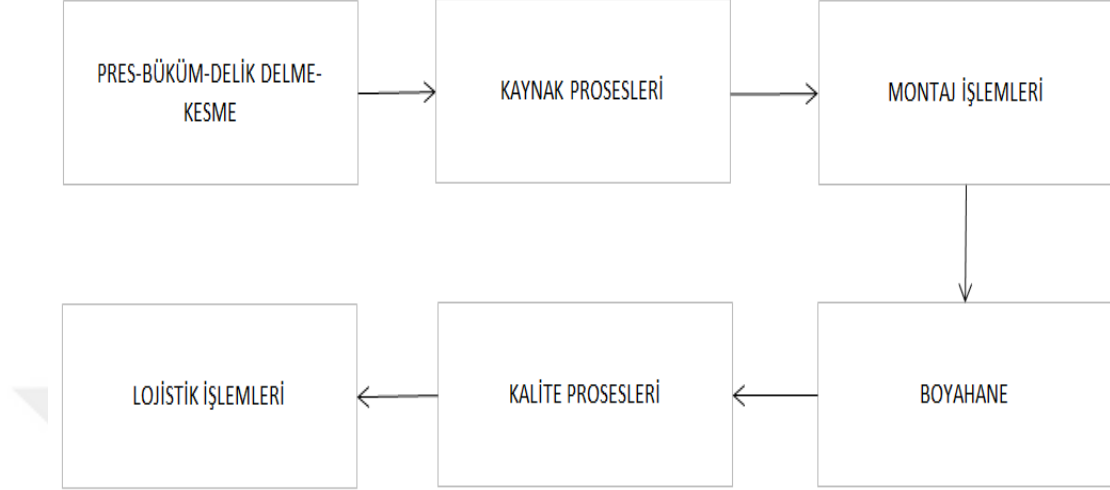 PRES-BÜKÜM-DELİK DELME-
KESME
KAYNAK PROSESLERİ
MONTAJ İŞLEMLERİ
BOYAHANE
KALİTE PROSESLERİ
LOJİSTİK İŞLEMLERİ